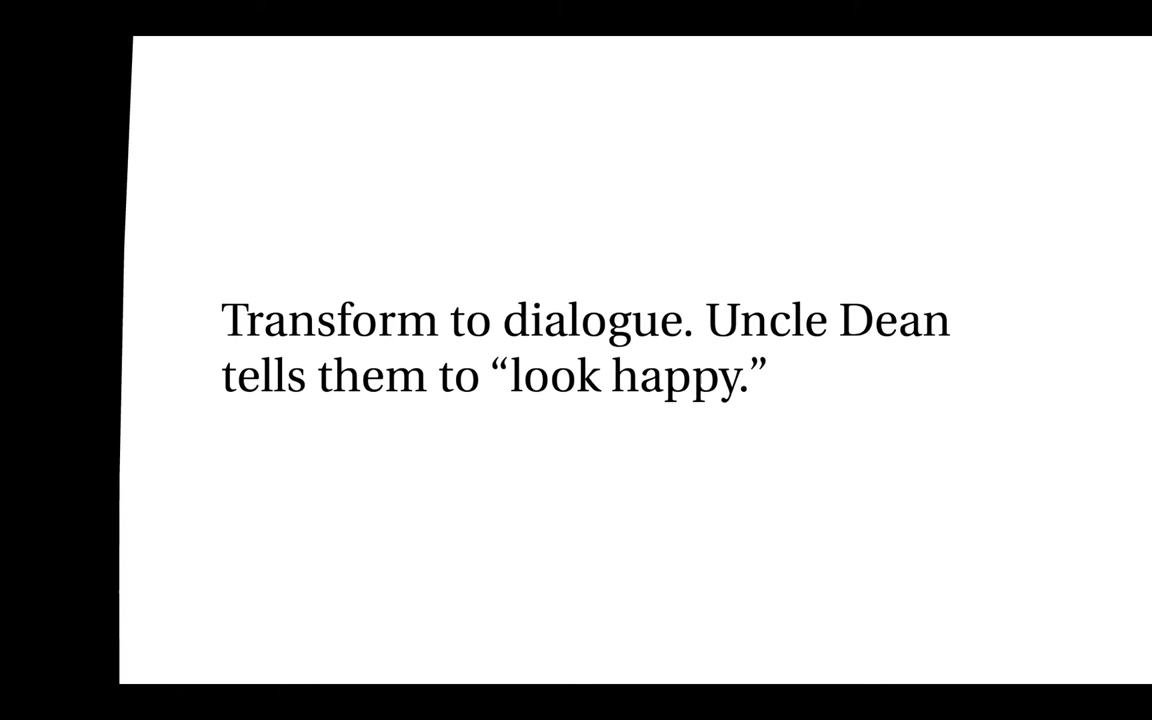 Transform to dialogue. Uncle Dean
tells them to “look happy.”